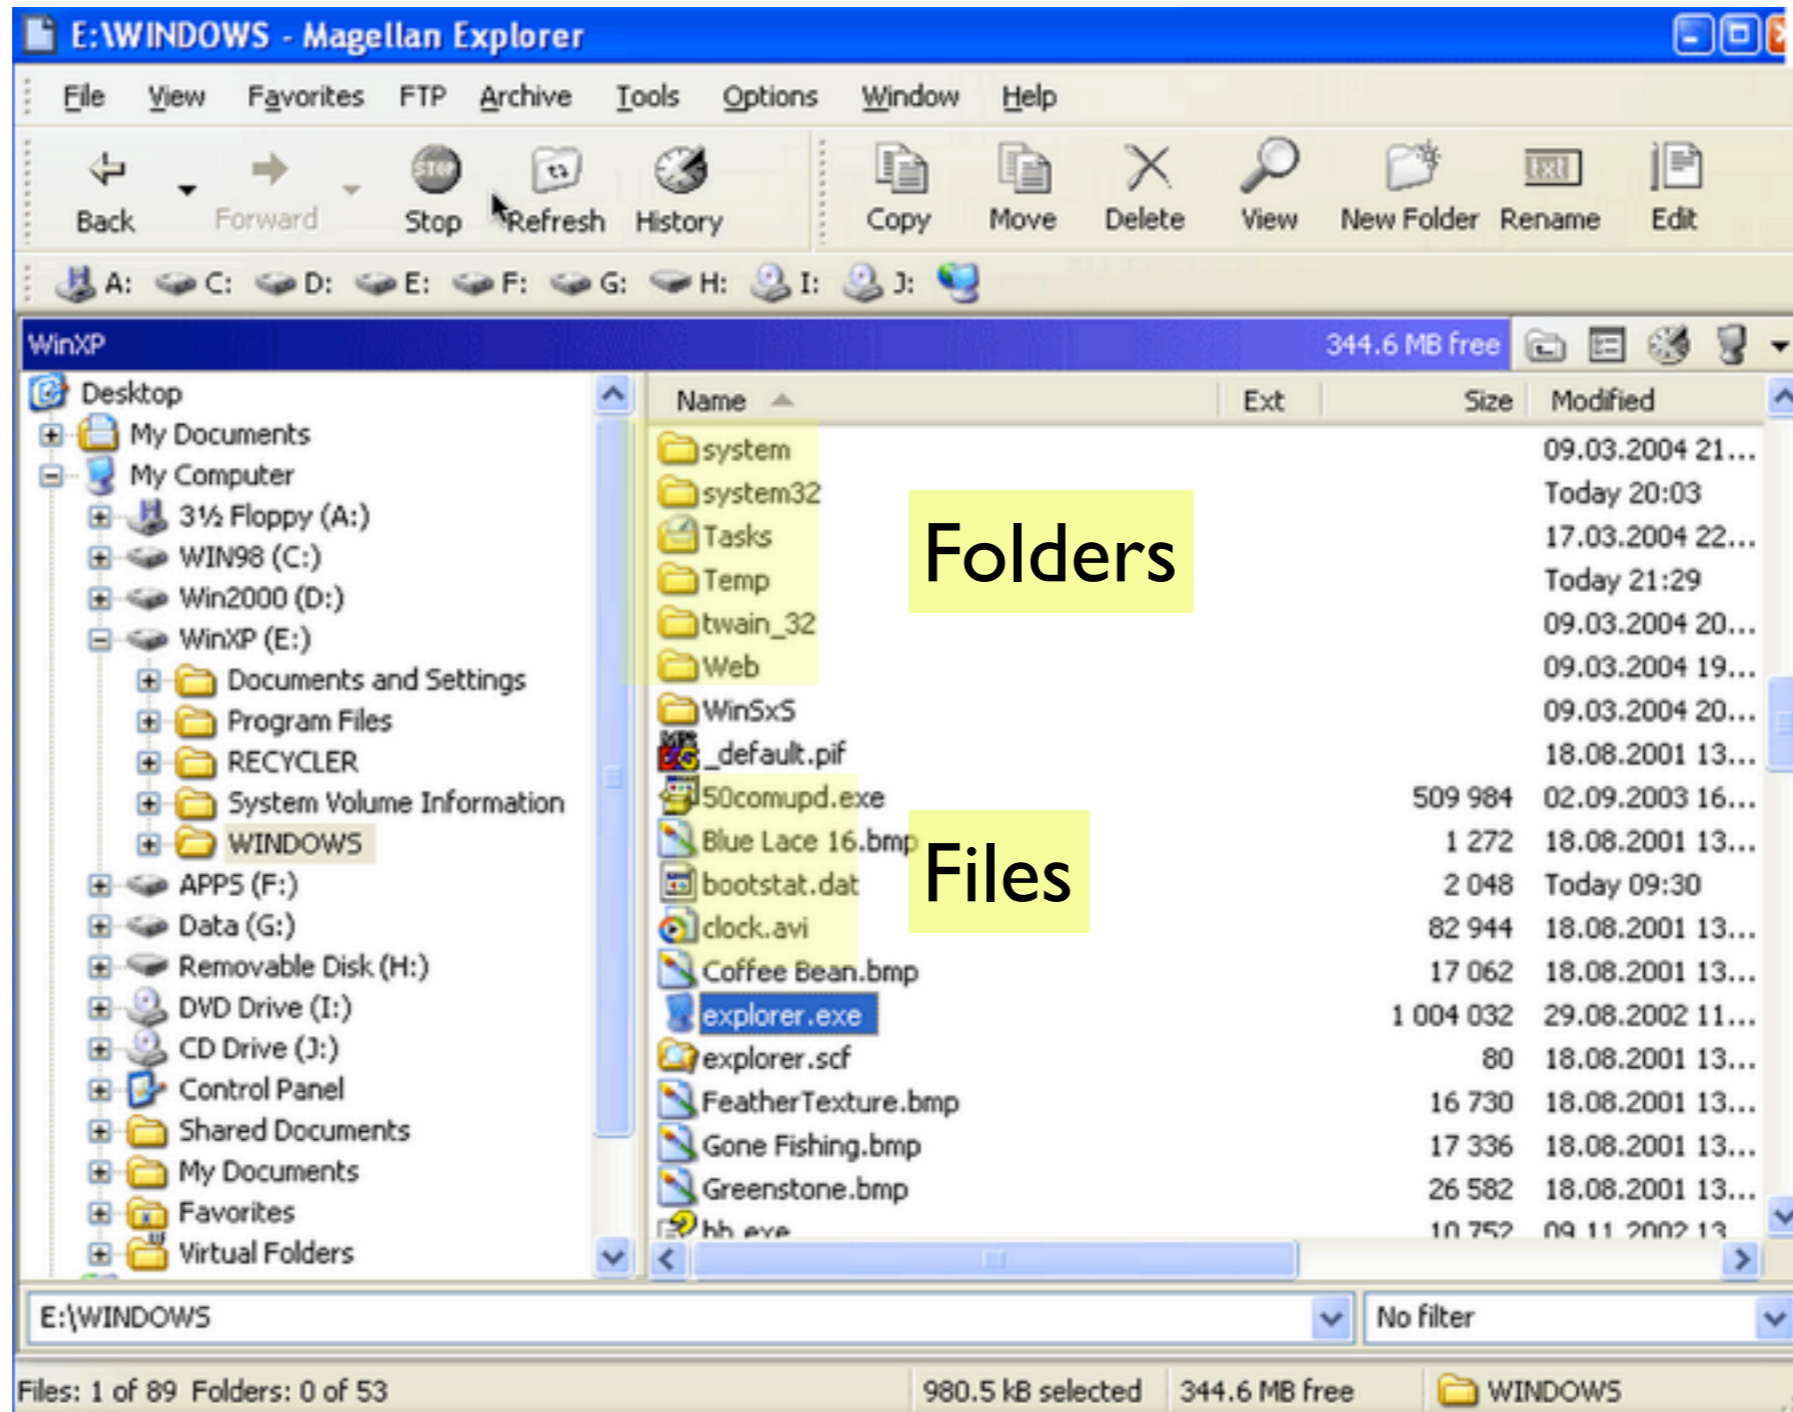 E:\WINDOWS - Magellan Explorer
File View Favorites FTP Archive Tools Options Window Help
STOP txt
Back Forward Stop Refresh History Copy Move Delete View New Folder Rename Edit
A: C: D: E: F: G: H: I: J:
WinXP 344.6 MB free
Desktop
My Documents
My Computer
3½ Floppy (A:)
WIN98 (C:)
Win2000 (D:)
WinXP (E:)
Documents and Settings
Program Files
RECYCLER
System Volume Information
WINDOWS
APPS (F:)
Data (G:)
Removable Disk (H:)
DVD Drive (I:)
CD Drive (J:)
Control Panel
Shared Documents
My Documents
Favorites
Virtual Folders
Name Ext Size Modified
system 09.03.2004 21...
system32 Today 20:03
Tasks 17.03.2004 22...
Temp Today 21:29
twain_32 09.03.2004 20...
Web 09.03.2004 19...
WinSxS 09.03.2004 20...
_default.pif 18.08.2001 13...
50comupd.exe 509 984 02.09.2003 16...
Blue Lace 16.bmp 1 272 18.08.2001 13...
bootstat.dat 2 048 Today 09:30
clock.avi 82 944 18.08.2001 13...
Coffee Bean.bmp 17 062 18.08.2001 13...
explorer.exe 1 004 032 29.08.2002 11...
explorer.scf 80 18.08.2001 13...
FeatherTexture.bmp 16 730 18.08.2001 13...
Gone Fishing.bmp 17 336 18.08.2001 13...
Greenstone.bmp 26 582 18.08.2001 13...
hh.exe 10 752 09.11.2002 13
Folders
Files
E:\WINDOWS No filter
Files: 1 of 89 Folders: 0 of 53 980.5 kB selected 344.6 MB free WINDOWS